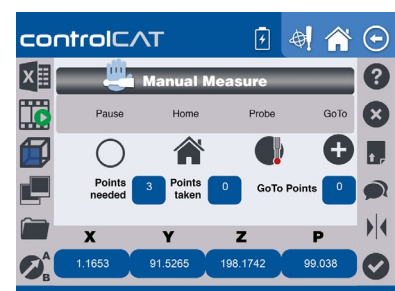 controlCAT
Manual Measure
Pause Home Probe GoTo
Points needed 3 Points taken 0 GoTo Points 0
X Y Z P
1.1653 91.5265 198.1742 99.038
X
A
B
?